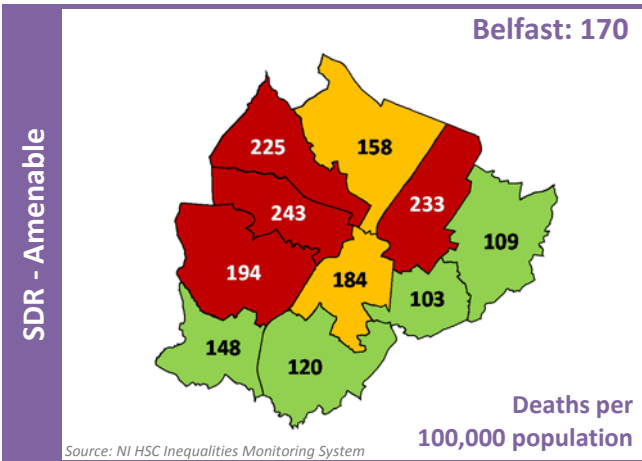 SDR - Amenable
Belfast: 170
225
158
243
233
109
194
184
103
148
120
Deaths per
100,000 population
Source: NI HSC Inequalities Monitoring System